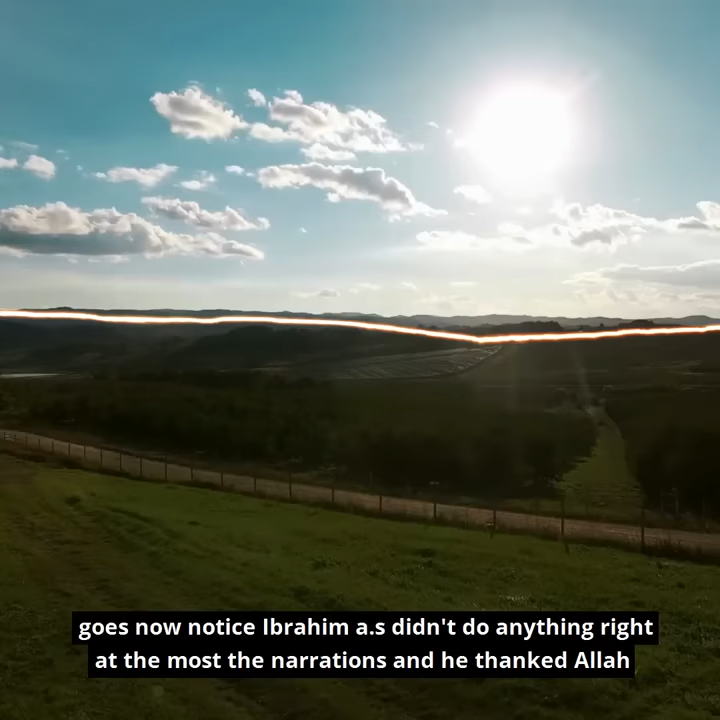 goes now notice Ibrahim a.s didn't do anything right
at the most the narrations and he thanked Allah